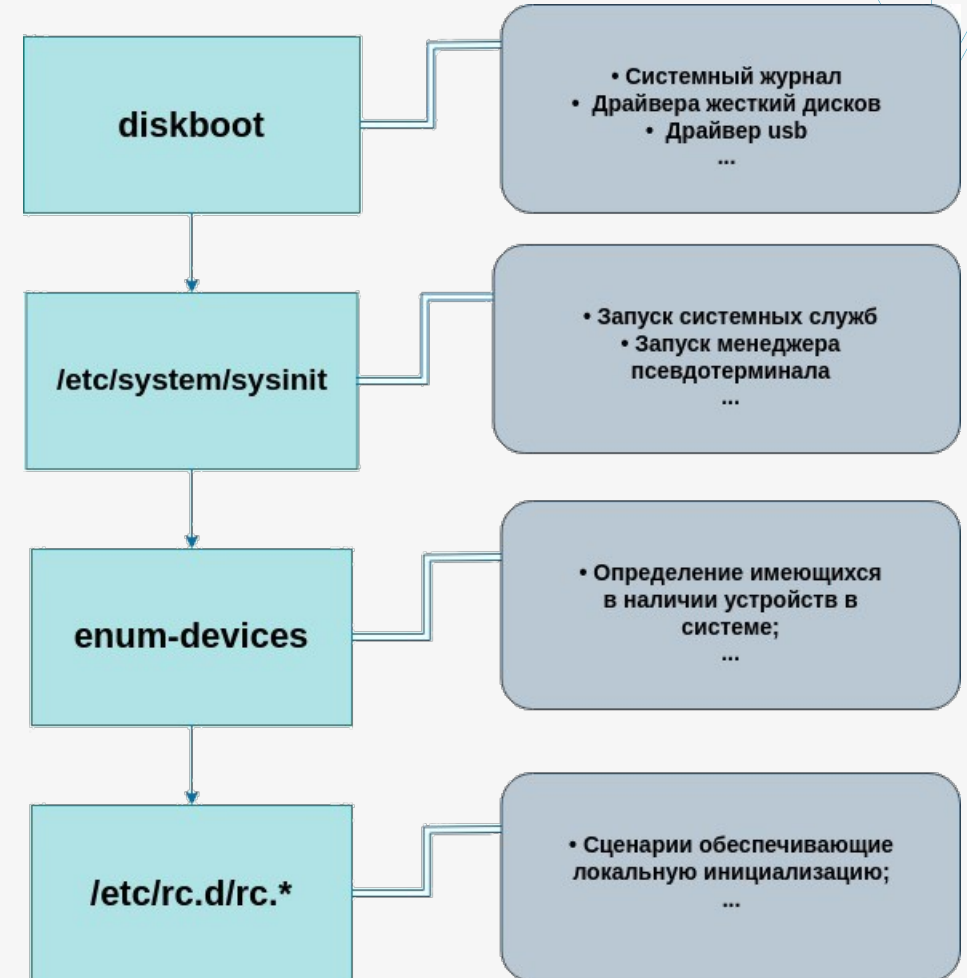 diskboot
• Системный журнал
• Драйвера жесткий дисков
• Драйвер usb
...
/etc/system/sysinit
• Запуск системных служб
• Запуск менеджера
псевдотерминала
...
enum-devices
• Определение имеющихся
в наличии устройств в
системе;
...
/etc/rc.d/rc.*
• Сценарии обеспечивающие
локальную инициализацию;
...